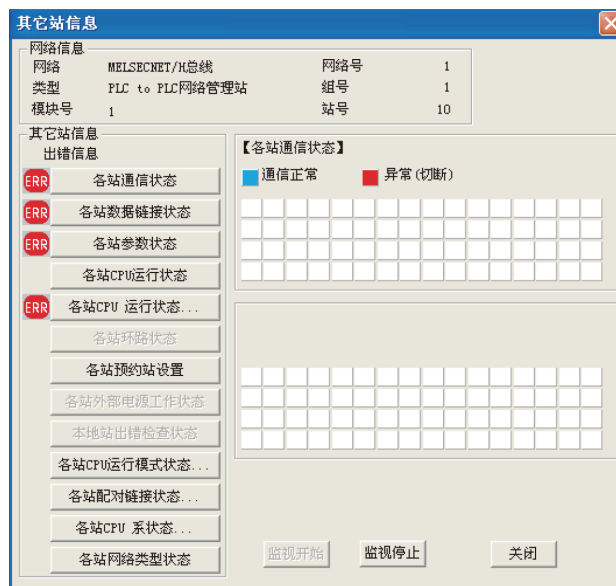 其它站信息
网络信息
网络 MELSECNET/H总线 网络号 1
类型 PLC to PLC网络管理站 组号 1
模块号 1 站号 10
其它站信息
出错信息
ERR 各站通信状态
ERR 各站数据链接状态
ERR 各站参数状态
各站CPU运行状态
ERR 各站CPU 运行状态...
各站环路状态
各站预约站设置
各站外部电源工作状态
本地站出错检查状态
各站CPU运行模式状态...
各站配对链接状态...
各站CPU 系状态...
各站网络类型状态
【各站通信状态】
通信正常 异常(切断)
监视开始 监视停止 关闭